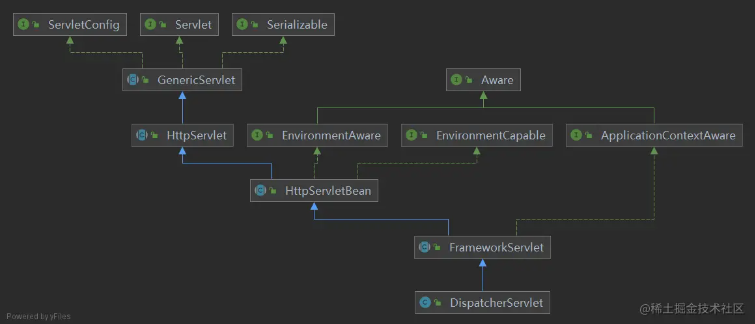 ServletConfig
Servlet
Serializable
GenericServlet
Aware
HttpServlet
EnvironmentAware
EnvironmentCapable
ApplicationContextAware
HttpServletBean
FrameworkServlet
DispatcherServlet
Powered by yFiles
@稀土掘金技术社区